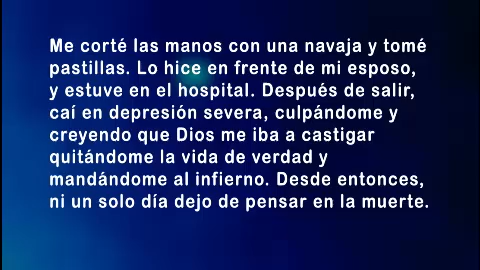 Me corté las manos con una navaja y tomé
pastillas. Lo hice en frente de mi esposo,
y estuve en el hospital. Después de salir,
caí en depresión severa, culpándome y
creyendo que Dios me iba a castigar
quitándome la vida de verdad y
mandándome al infierno. Desde entonces,
ni un solo día dejo de pensar en la muerte.